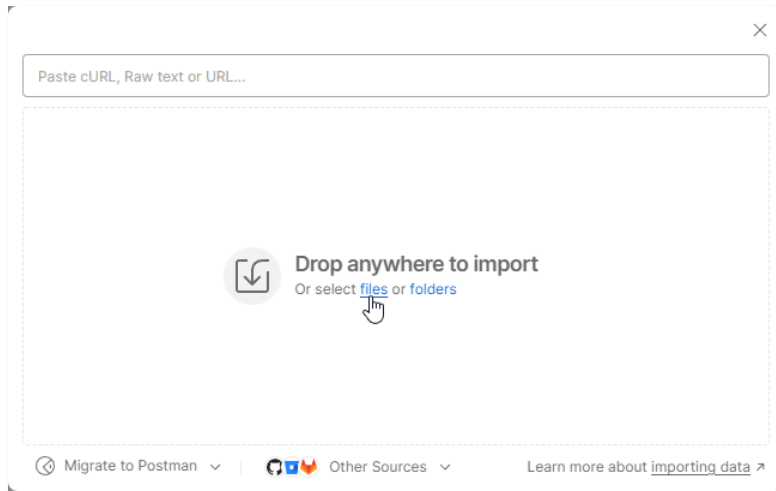 Paste cURL, Raw text or URL...
Drop anywhere to import
Or select files or folders
Migrate to Postman
Other Sources
Learn more about importing data